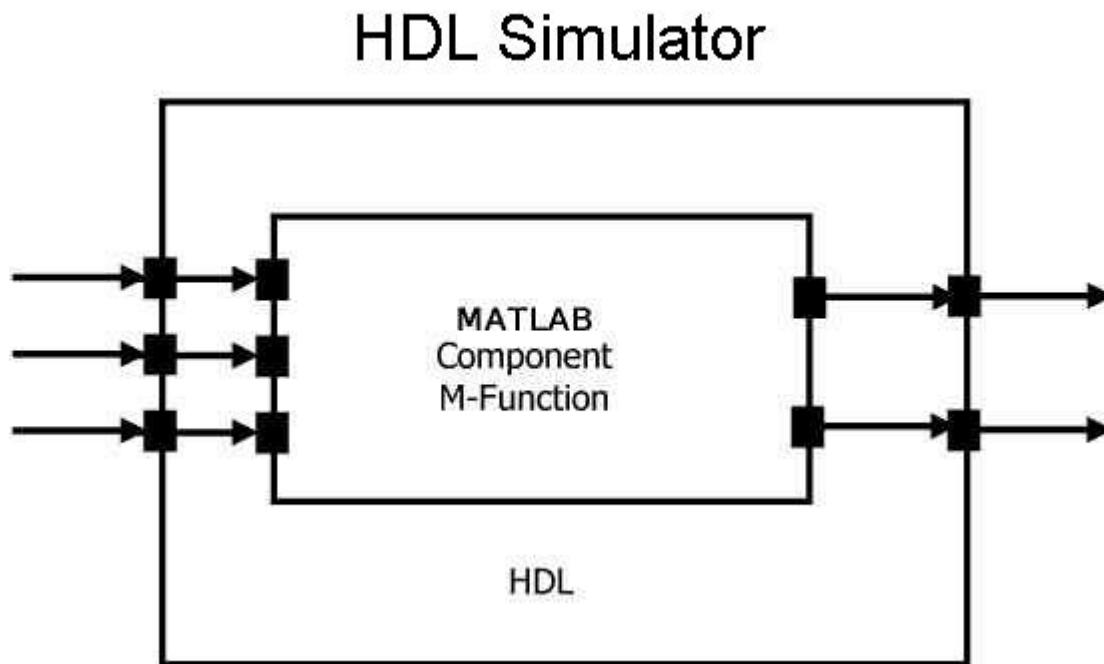 HDL Simulator
MATLAB
Component
M-Function
HDL